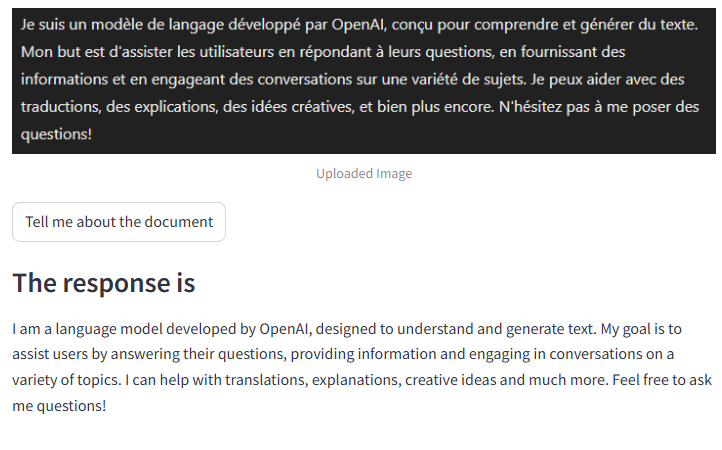 Je suis un modèle de langage développé par OpenAI, conçu pour comprendre et générer du texte.
Mon but est d'assister les utilisateurs en répondant à leurs questions, en fournissant des
informations et en engageant des conversations sur une variété de sujets. Je peux aider avec des
traductions, des explications, des idées créatives, et bien plus encore. N'hésitez pas à me poser des
questions!
Uploaded Image
Tell me about the document
The response is
I am a language model developed by OpenAI, designed to understand and generate text. My goal is to
assist users by answering their questions, providing information and engaging in conversations on a
variety of topics. I can help with translations, explanations, creative ideas and much more. Feel free to ask
me questions!